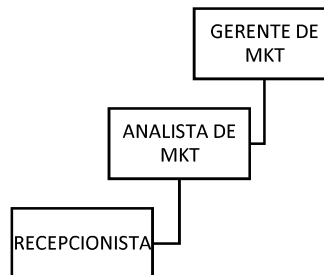 GERENTE DE
MKT
ANALISTA DE
MKT
RECEPCIONISTA